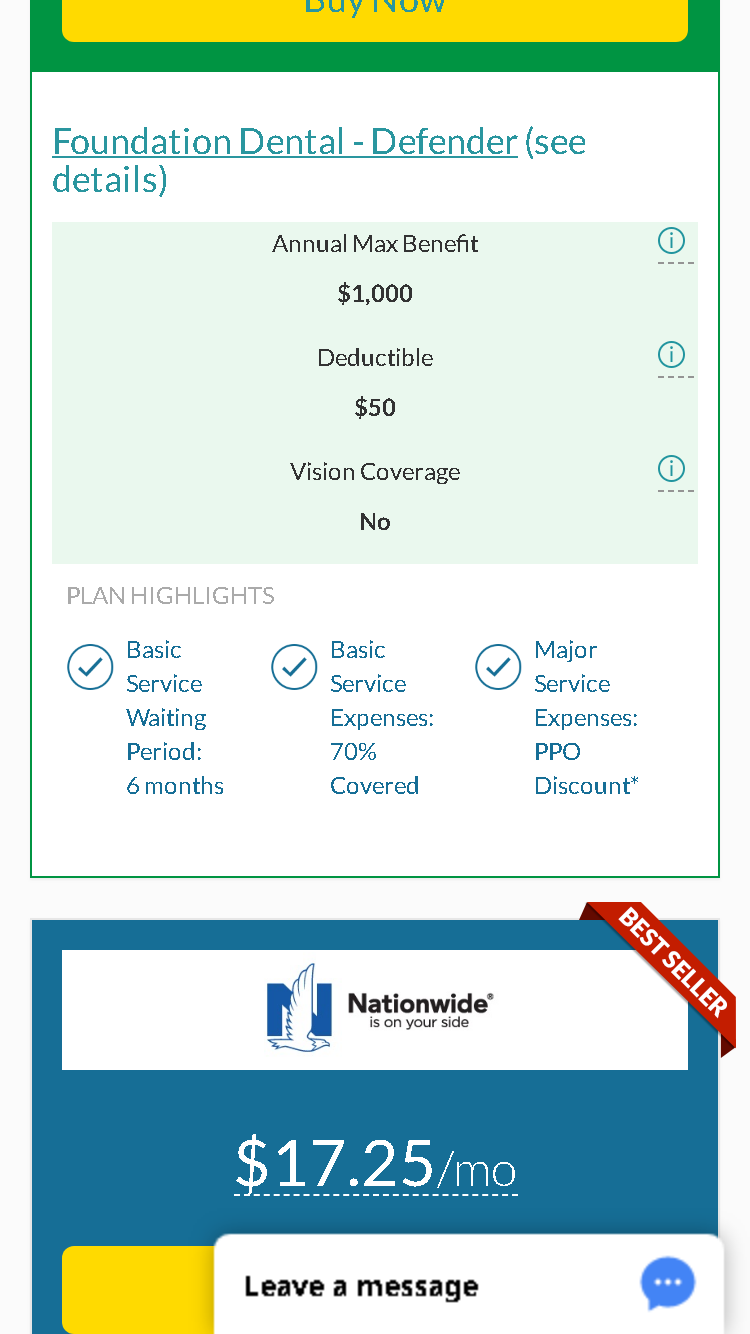 Buy Now
Foundation Dental - Defender (see
details)
Annual Max Benefit
$1,000
Deductible
$50
Vision Coverage
No
PLAN HIGHLIGHTS
Basic
Service
Waiting
Period:
6 months
Basic
Service
Expenses:
70%
Covered
Major
Service
Expenses:
PPO
Discount*
BEST SELLER
Nationwide®
is on your side
$17.25/mo
Leave a message